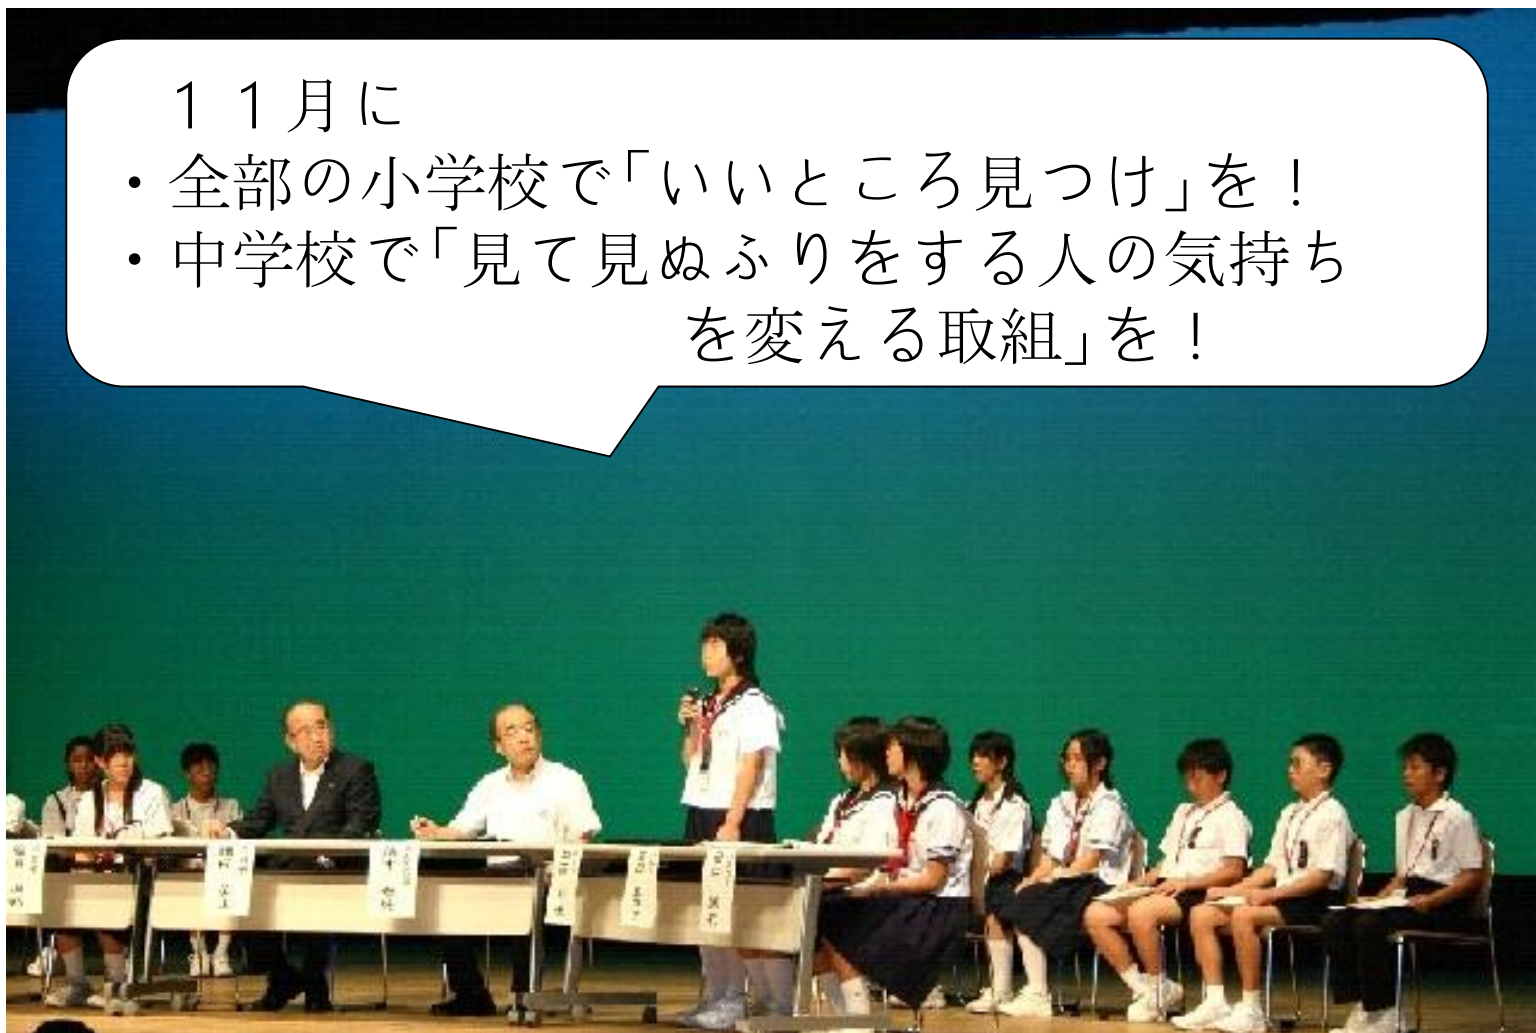 １１月に
・全部の小学校で「いいところ見つけ」を！
・中学校で「見て見ぬふりをする人の気持ち
を変える取組」を！